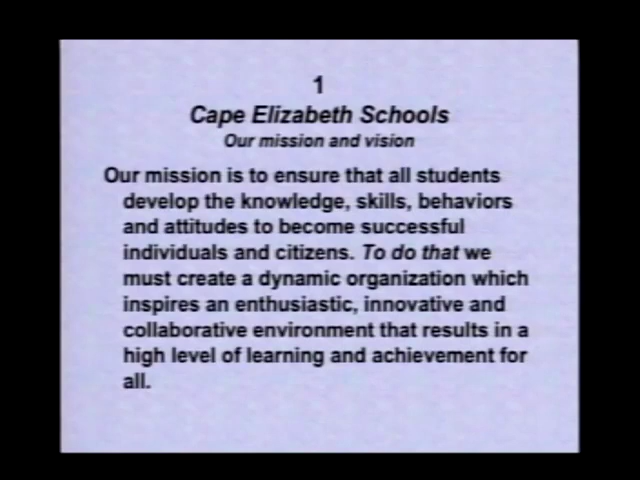 1
Cape Elizabeth Schools
Our mission and vision
Our mission is to ensure that all students
develop the knowledge, skills, behaviors
and attitudes to become successful
individuals and citizens. To do that we
must create a dynamic organization which
inspires an enthusiastic, innovative and
collaborative environment that results in a
high level of learning and achievement for
all.